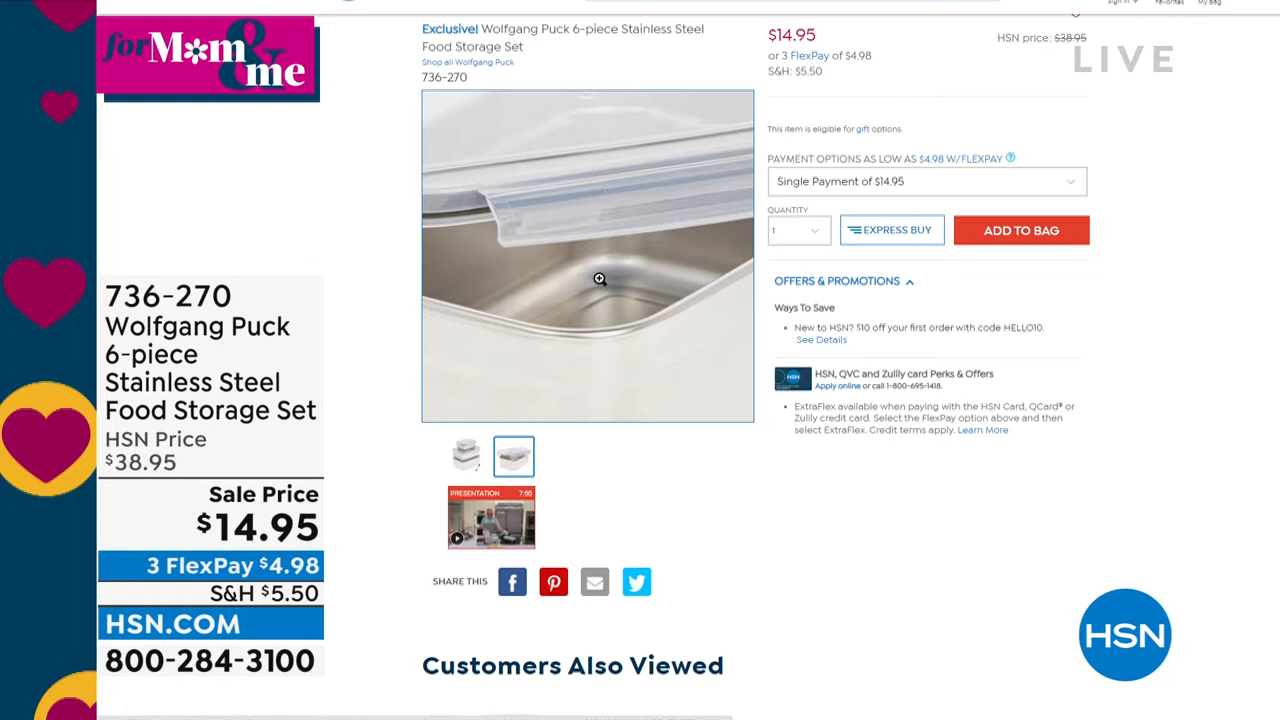 Sign In
Favorites
My Bag
for Mom
& me
736-270
Wolfgang Puck
6-piece
Stainless Steel
Food Storage Set
HSN Price
$38.95
Sale Price
$14.95
3 FlexPay $4.98
S&H $5.50
HSN.COM
800-284-3100
Exclusive! Wolfgang Puck 6-piece Stainless Steel
Food Storage Set
Shop all Wolfgang Puck
736-270
PRESENTATION 7:55
SHARE THIS
Customers Also Viewed
$14.95
HSN price: $38.95
or 3 FlexPay of $4.98
S&H: $5.50
LIVE
This item is eligible for gift options.
PAYMENT OPTIONS AS LOW AS $4.98 W/FLEXPAY ?
Single Payment of $14.95
QUANTITY
1
EXPRESS BUY
ADD TO BAG
OFFERS & PROMOTIONS
Ways To Save
• New to HSN? $10 off your first order with code HELLO10.
See Details
HSN
HSN, QVC and Zulily card Perks & Offers
Apply online or call 1-800-695-1418.
• ExtraFlex available when paying with the HSN Card, QCard® or
Zulily credit card. Select the FlexPay option above and then
select ExtraFlex. Credit terms apply. Learn More
HSN